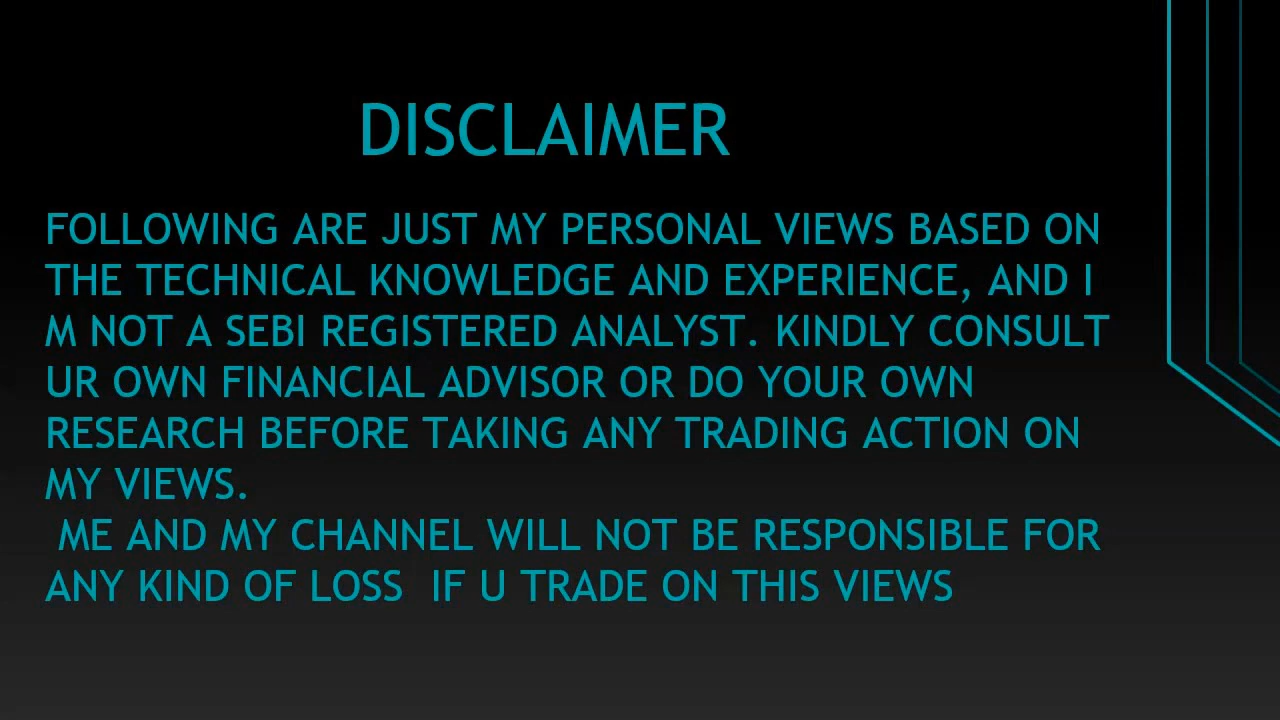 DISCLAIMER
FOLLOWING ARE JUST MY PERSONAL VIEWS BASED ON
THE TECHNICAL KNOWLEDGE AND EXPERIENCE, AND I
M NOT A SEBI REGISTERED ANALYST. KINDLY CONSULT
UR OWN FINANCIAL ADVISOR OR DO YOUR OWN
RESEARCH BEFORE TAKING ANY TRADING ACTION ON
MY VIEWS.
ME AND MY CHANNEL WILL NOT BE RESPONSIBLE FOR
ANY KIND OF LOSS  IF U TRADE ON THIS VIEWS